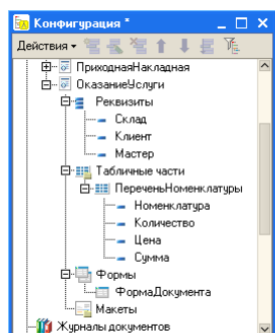 Конфигурация *
Действия
ПриходнаяНакладная
ОказаниеУслуги
Реквизиты
Склад
Клиент
Мастер
Табличные части
ПереченьНоменклатуры
Номенклатура
Количество
Цена
Сумма
Формы
ФормаДокумента
Макеты
Журналы документов